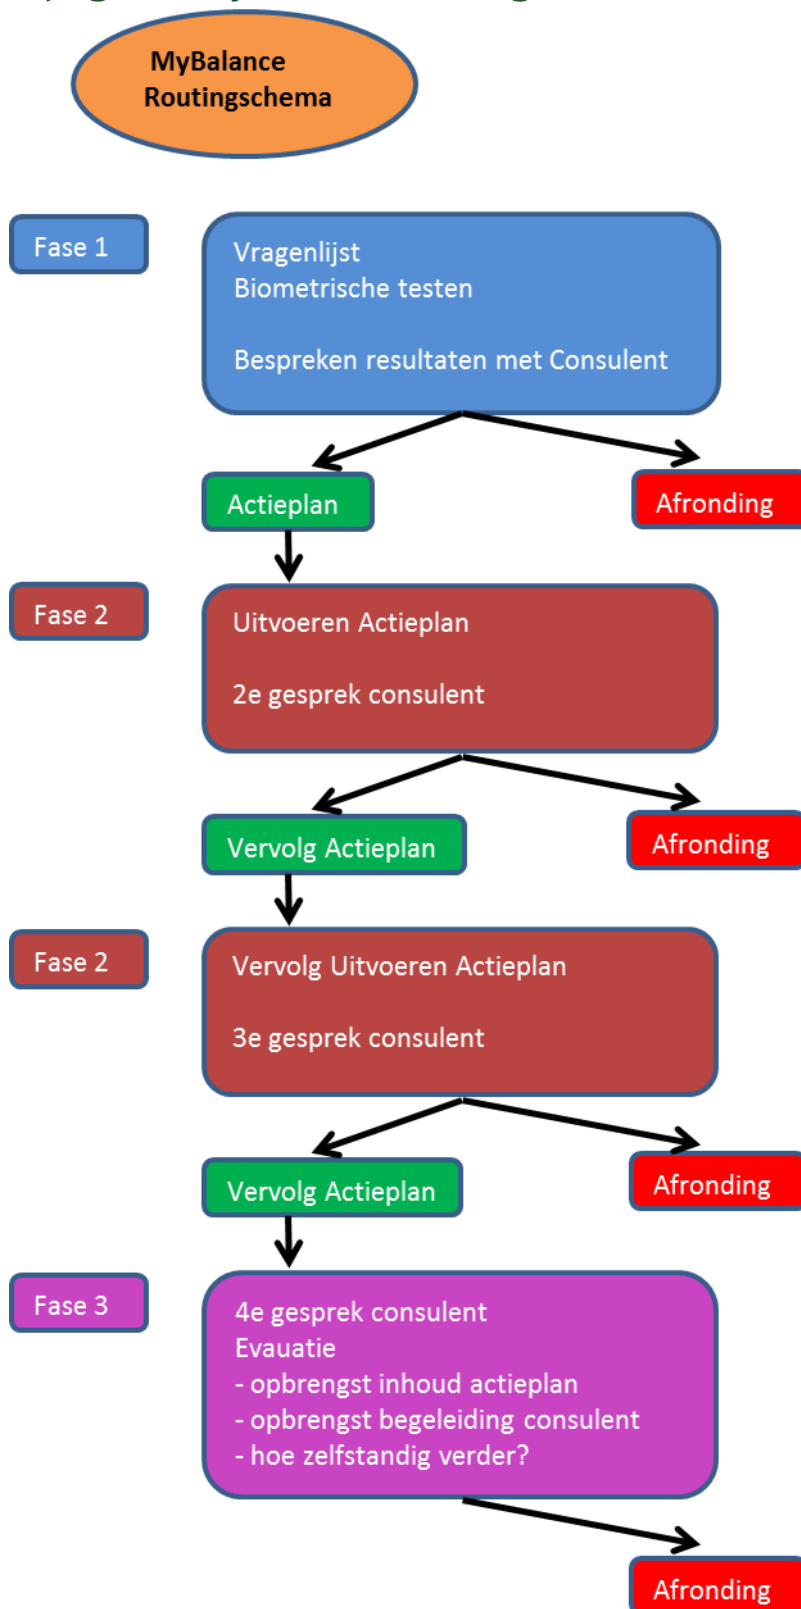 MyBalance
Routingschema
Fase 1
Vragenlijst
Biometrische testen
Bespreken resultaten met Consulent
Actieplan
Afronding
Fase 2
Uitvoeren Actieplan
2e gesprek consulent
Vervolg Actieplan
Afronding
Fase 2
Vervolg Uitvoeren Actieplan
3e gesprek consulent
Vervolg Actieplan
Afronding
Fase 3
4e gesprek consulent
Evauatie
- opbrengst inhoud actieplan
- opbrengst begeleiding consulent
- hoe zelfstandig verder?
Afronding